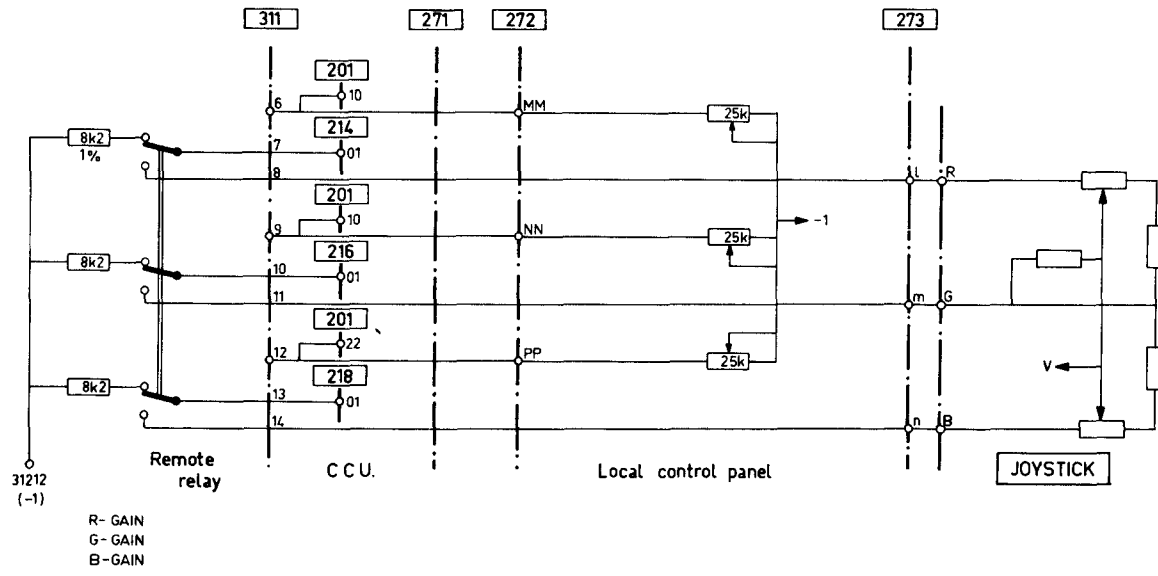 311
271
272
273
201
6
10
MM
25k
8k2
1%
214
7
01
8
l
R
201
10
9
NN
25k
-1
8k2
216
10
01
11
m
G
201
22
12
PP
25k
8k2
218
13
01
14
n
B
V
31212
(-1)
Remote
relay
C C U.
Local control panel
JOYSTICK
R- GAIN
G- GAIN
B-GAIN